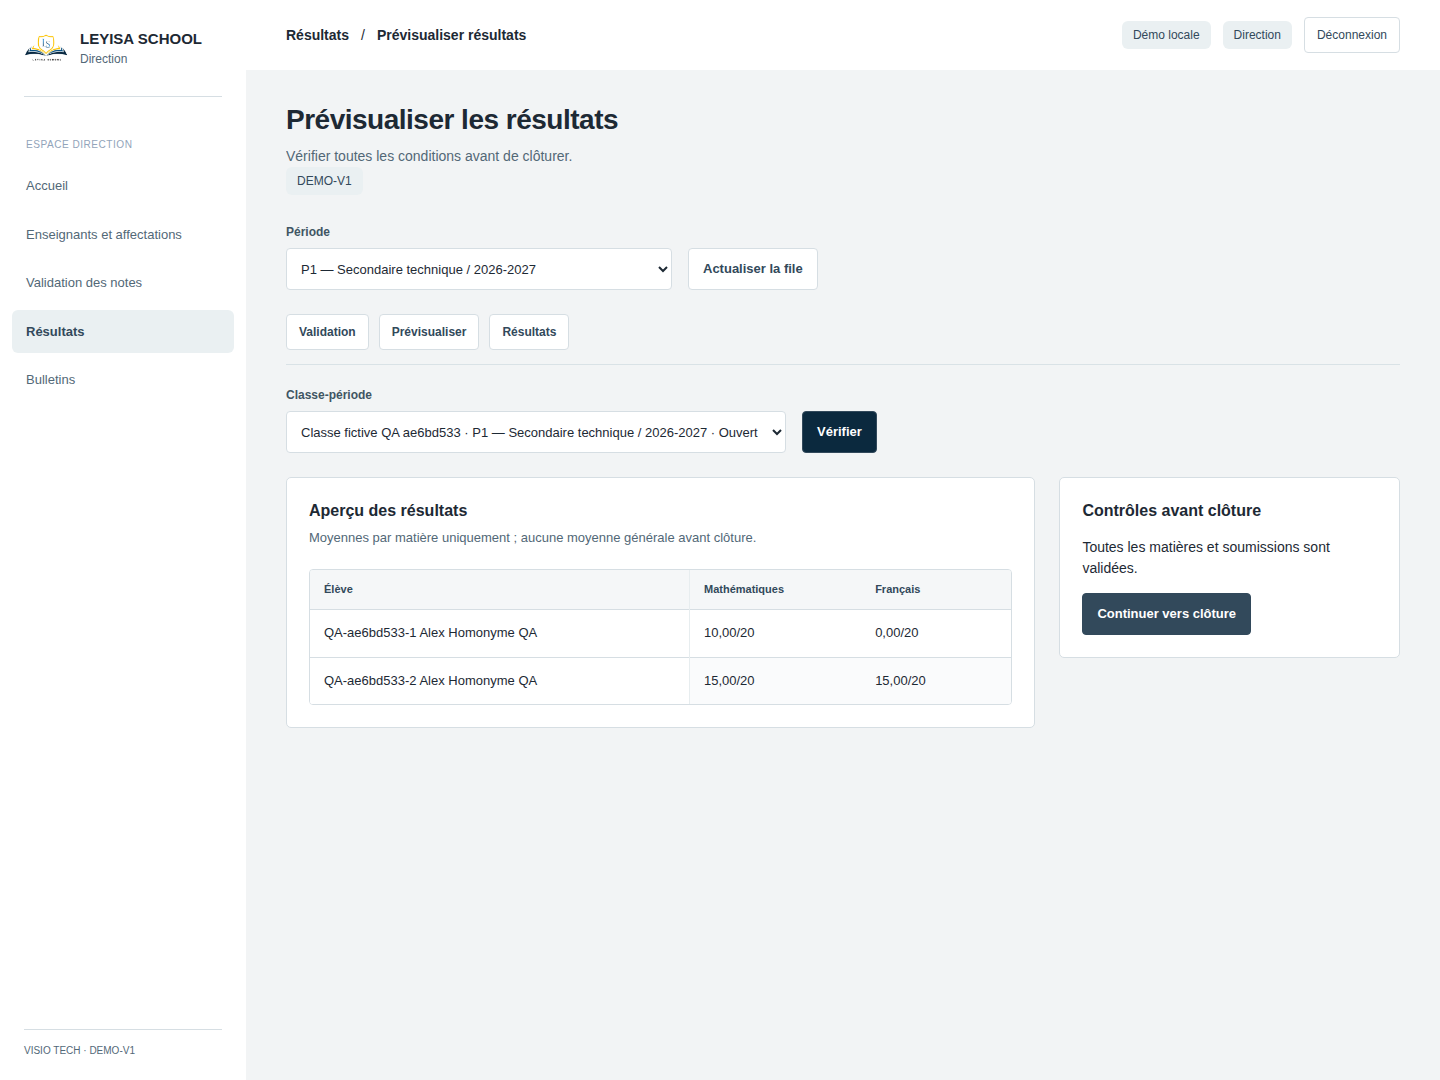 LEYISA SCHOOL
Direction
ESPACE DIRECTION
Accueil
Enseignants et affectations
Validation des notes
Résultats
Bulletins
VISIO TECH · DEMO-V1
Résultats / Prévisualiser résultats
Démo locale
Direction
Déconnexion
Prévisualiser les résultats
Vérifier toutes les conditions avant de clôturer.
DEMO-V1
Période
P1 — Secondaire technique / 2026-2027
Actualiser la file
Validation
Prévisualiser
Résultats
Classe-période
Classe fictive QA ae6bd533 · P1 — Secondaire technique / 2026-2027 · Ouvert
Vérifier
Aperçu des résultats
Moyennes par matière uniquement ; aucune moyenne générale avant clôture.
Élève Mathématiques Français
QA-ae6bd533-1 Alex Homonyme QA 10,00/20 0,00/20
QA-ae6bd533-2 Alex Homonyme QA 15,00/20 15,00/20
Contrôles avant clôture
Toutes les matières et soumissions sont
validées.
Continuer vers clôture